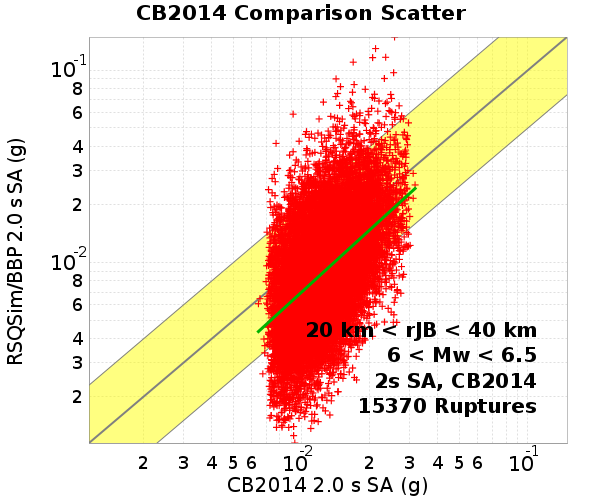 CB2014 Comparison Scatter
RSQSim/BBP 2.0 s SA (g)
10-1
8
6
4
3
2
10-2
8
6
4
3
2
20 km < rJB < 40 km
6 < Mw < 6.5
2s SA, CB2014
15370 Ruptures
2 3 4 5 6 10-2 2 3 4 5 6 10-1
CB2014 2.0 s SA (g)